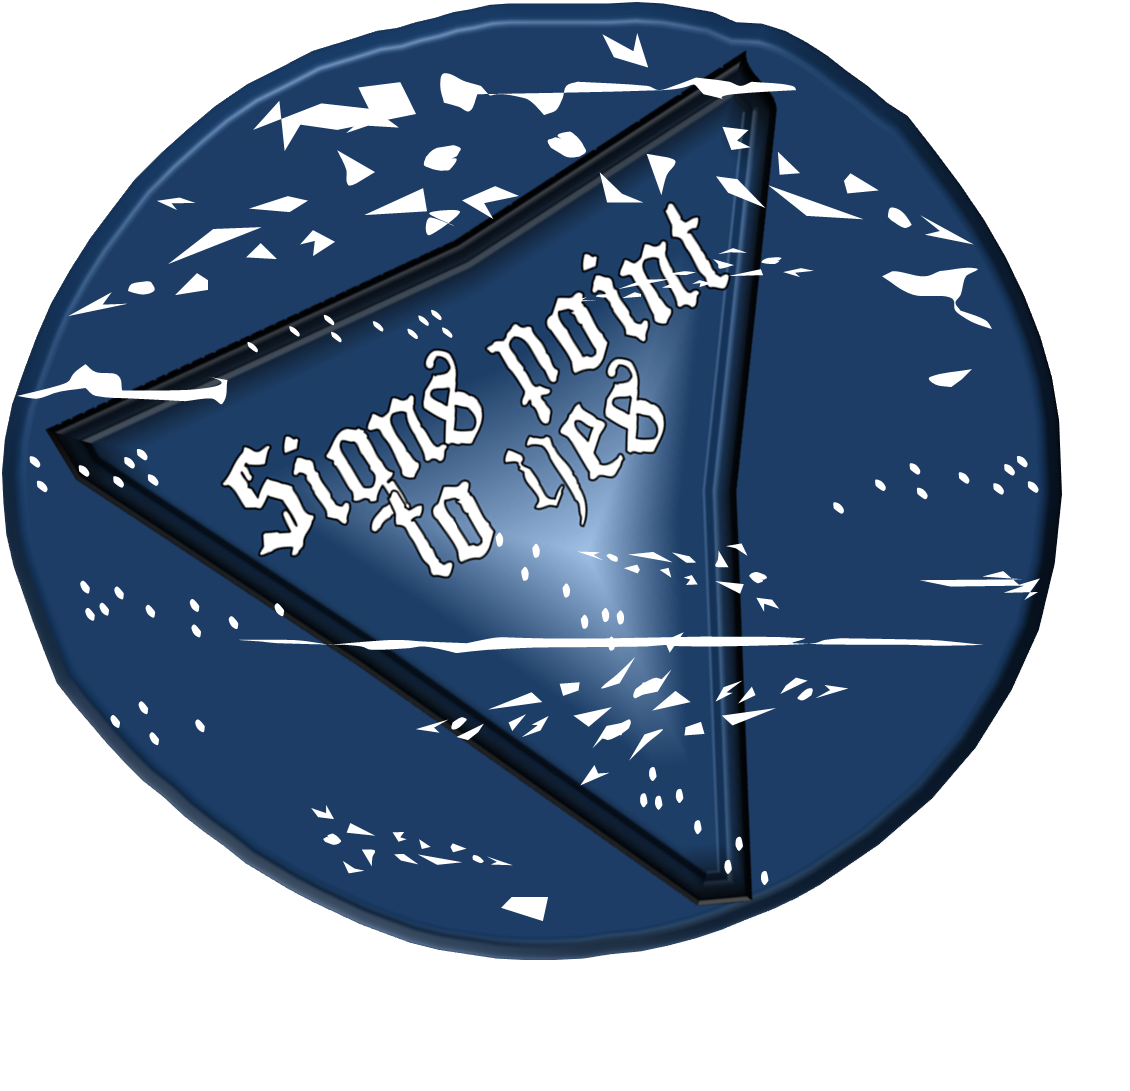 Signs point
to yes